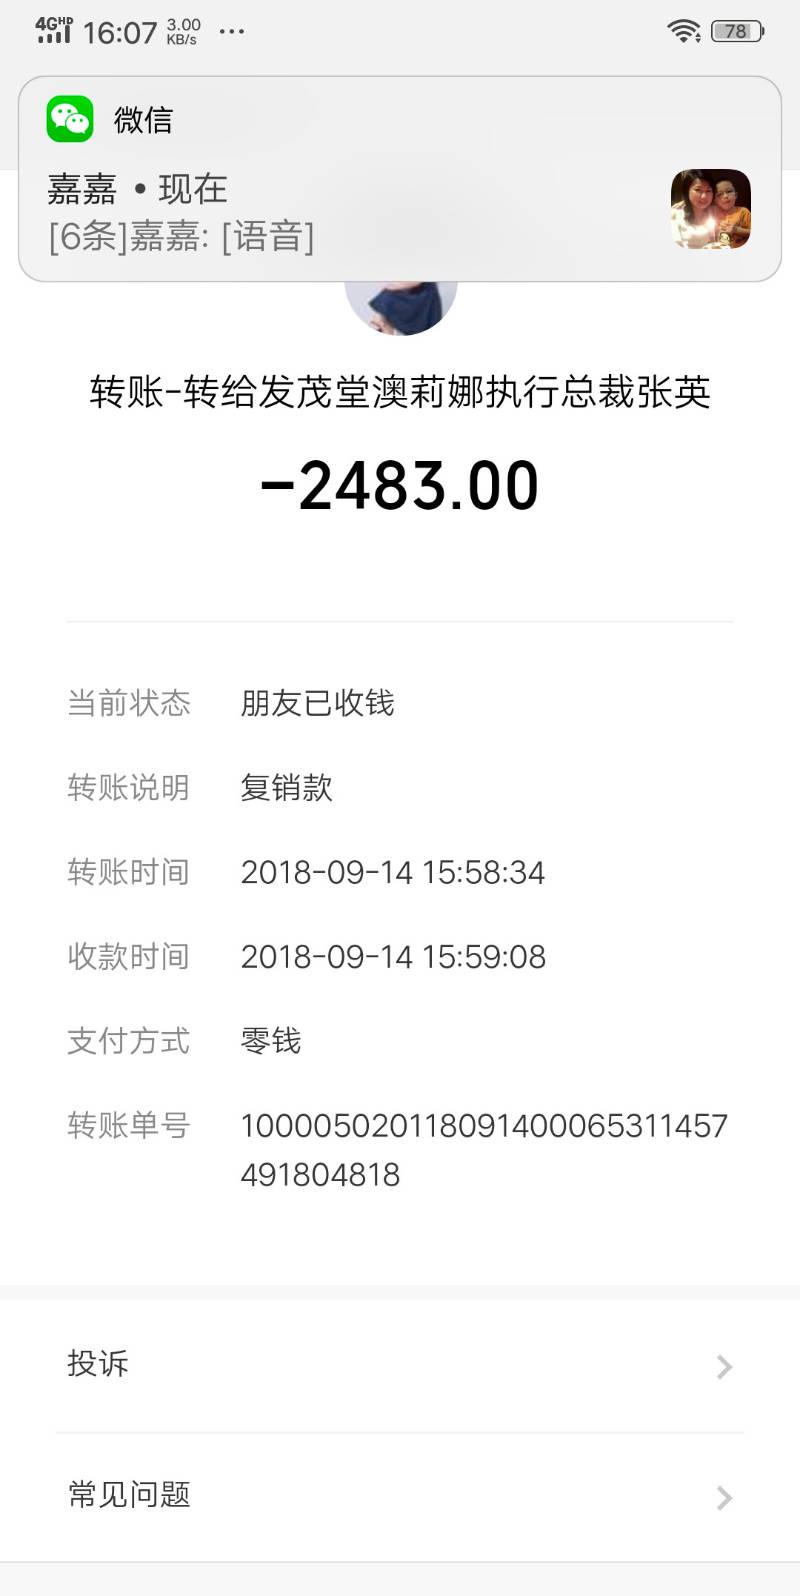 4G HD 16:07 3.00 KB/s ... 78
微信
嘉嘉 • 现在
[6条]嘉嘉: [语音]
转账-转给发茂堂澳莉娜执行总裁张英
-2483.00
当前状态 朋友已收钱
转账说明 复销款
转账时间 2018-09-14 15:58:34
收款时间 2018-09-14 15:59:08
支付方式 零钱
转账单号 100005020118091400065311457
491804818
投诉
常见问题